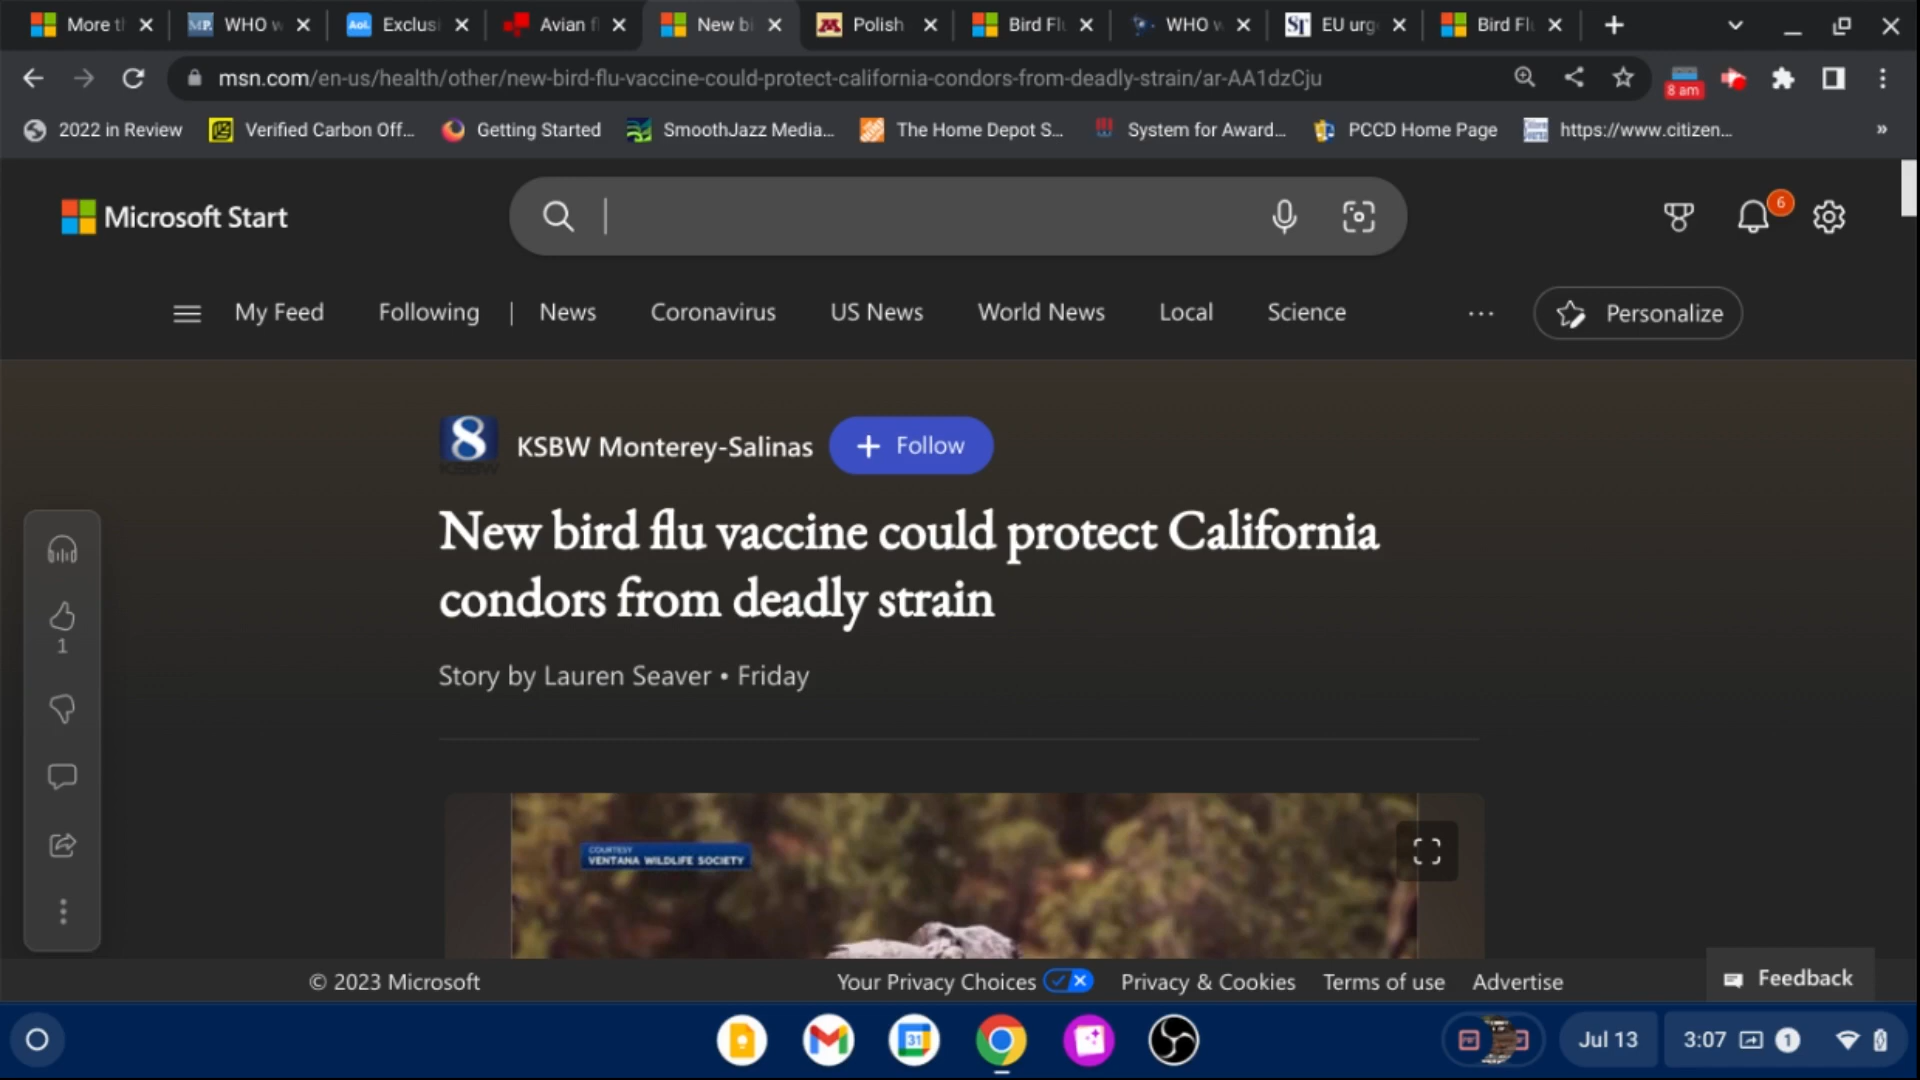 More t
WHO w
Exclusi
Avian f
New bi
Polish
Bird Flu
WHO w
EU urg
Bird Flu
msn.com/en-us/health/other/new-bird-flu-vaccine-could-protect-california-condors-from-deadly-strain/ar-AA1dzCju
8 am
2022 in Review
Verified Carbon Off...
Getting Started
SmoothJazz Media...
The Home Depot S...
System for Award...
PCCD Home Page
https://www.citizen...
»
Microsoft Start
6
My Feed
Following
News
Coronavirus
US News
World News
Local
Science
...
Personalize
8
KSBW
KSBW Monterey-Salinas
+ Follow
New bird flu vaccine could protect California
condors from deadly strain
Story by Lauren Seaver • Friday
1
COURTESY
VENTANA WILDLIFE SOCIETY
© 2023 Microsoft
Your Privacy Choices
Privacy & Cookies
Terms of use
Advertise
Feedback
31
Jul 13
3:07
1